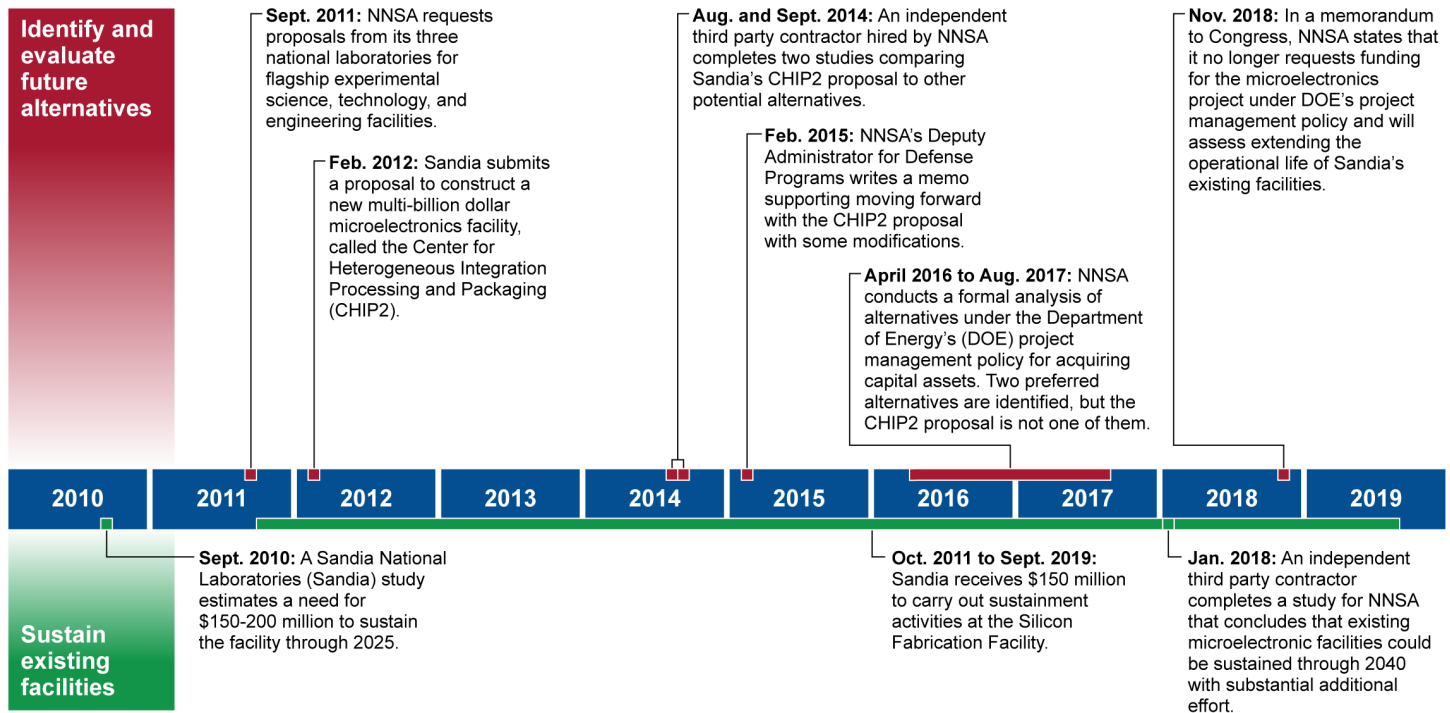 Identify and
evaluate
future
alternatives
Sept. 2011: NNSA requests
proposals from its three
national laboratories for
flagship experimental
science, technology, and
engineering facilities.
Feb. 2012: Sandia submits
a proposal to construct a
new multi-billion dollar
microelectronics facility,
called the Center for
Heterogeneous Integration
Processing and Packaging
(CHIP2).
Aug. and Sept. 2014: An independent
third party contractor hired by NNSA
completes two studies comparing
Sandia’s CHIP2 proposal to other
potential alternatives.
Feb. 2015: NNSA’s Deputy
Administrator for Defense
Programs writes a memo
supporting moving forward
with the CHIP2 proposal
with some modifications.
April 2016 to Aug. 2017: NNSA
conducts a formal analysis of
alternatives under the Department
of Energy’s (DOE) project
management policy for acquiring
capital assets. Two preferred
alternatives are identified, but the
CHIP2 proposal is not one of them.
Nov. 2018: In a memorandum
to Congress, NNSA states that
it no longer requests funding
for the microelectronics
project under DOE’s project
management policy and will
assess extending the
operational life of Sandia’s
existing facilities.
2010 2011 2012 2013 2014 2015 2016 2017 2018 2019
Sustain
existing
facilities
Sept. 2010: A Sandia National
Laboratories (Sandia) study
estimates a need for
$150-200 million to sustain
the facility through 2025.
Oct. 2011 to Sept. 2019:
Sandia receives $150 million
to carry out sustainment
activities at the Silicon
Fabrication Facility.
Jan. 2018: An independent
third party contractor
completes a study for NNSA
that concludes that existing
microelectronic facilities could
be sustained through 2040
with substantial additional
effort.